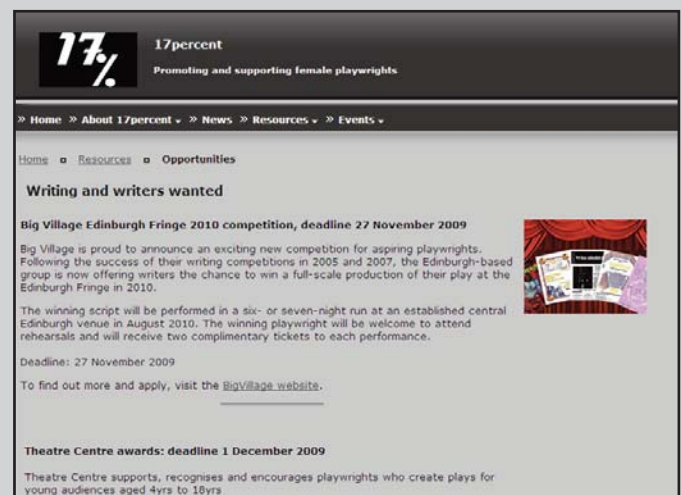 17%
17percent
Promoting and supporting female playwrights
» Home » About 17percent » News » Resources » Events
Home ▫ Resources ▫ Opportunities
Writing and writers wanted
Big Village Edinburgh Fringe 2010 competition, deadline 27 November 2009
Big Village is proud to announce an exciting new competition for aspiring playwrights.
Following the success of their writing competitions in 2005 and 2007, the Edinburgh-based
group is now offering writers the chance to win a full-scale production of their play at the
Edinburgh Fringe in 2010.
The winning script will be performed in a six- or seven-night run at an established central
Edinburgh venue in August 2010. The winning playwright will be welcome to attend
rehearsals and will receive two complimentary tickets to each performance.
Deadline: 27 November 2009
To find out more and apply, visit the BigVillage website.
Theatre Centre awards: deadline 1 December 2009
Theatre Centre supports, recognises and encourages playwrights who create plays for
young audiences aged 4yrs to 18yrs